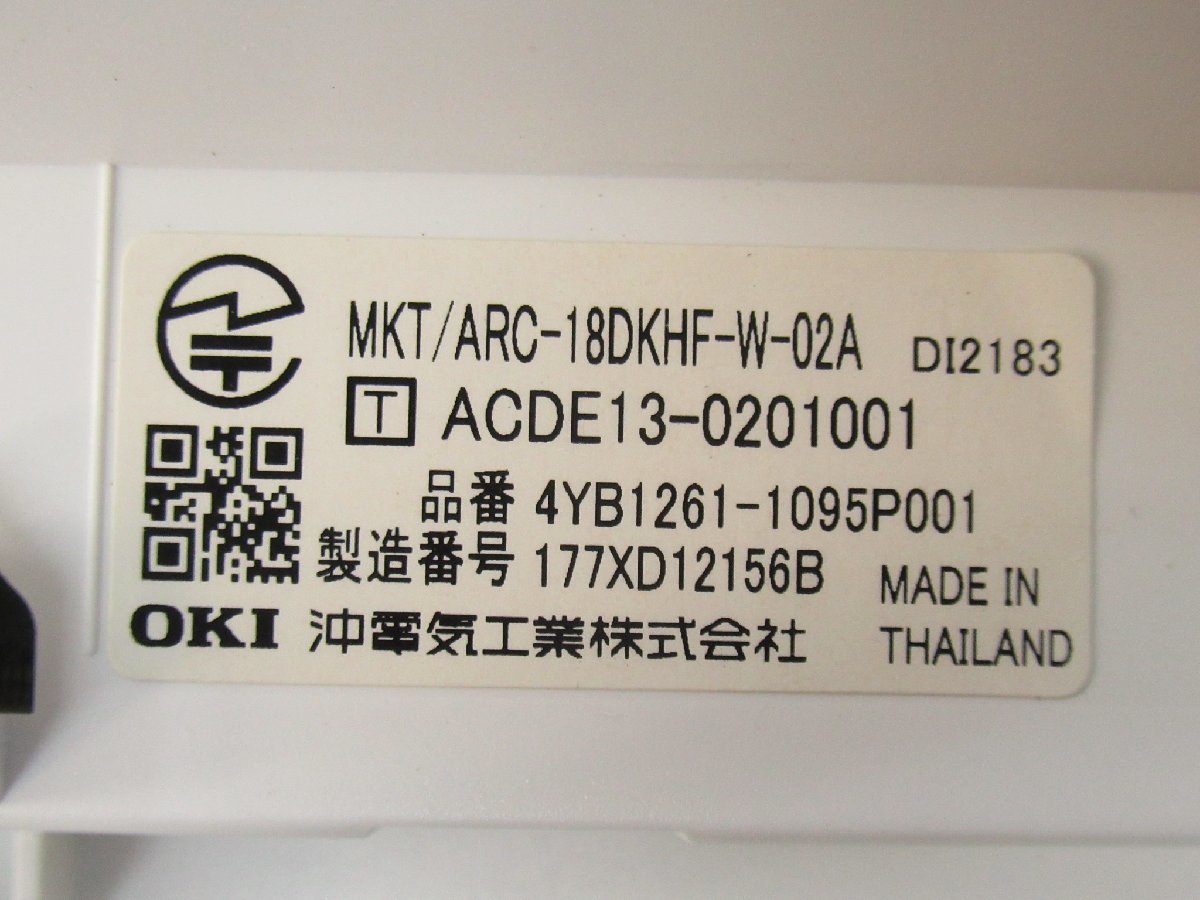 MKT/ARC-18DKHF-W-02A DI2183
T ACDE13-0201001
品番 4YB1261-1095P001
製造番号 177XD12156B
OKI 沖電気工業株式会社
MADE IN
THAILAND